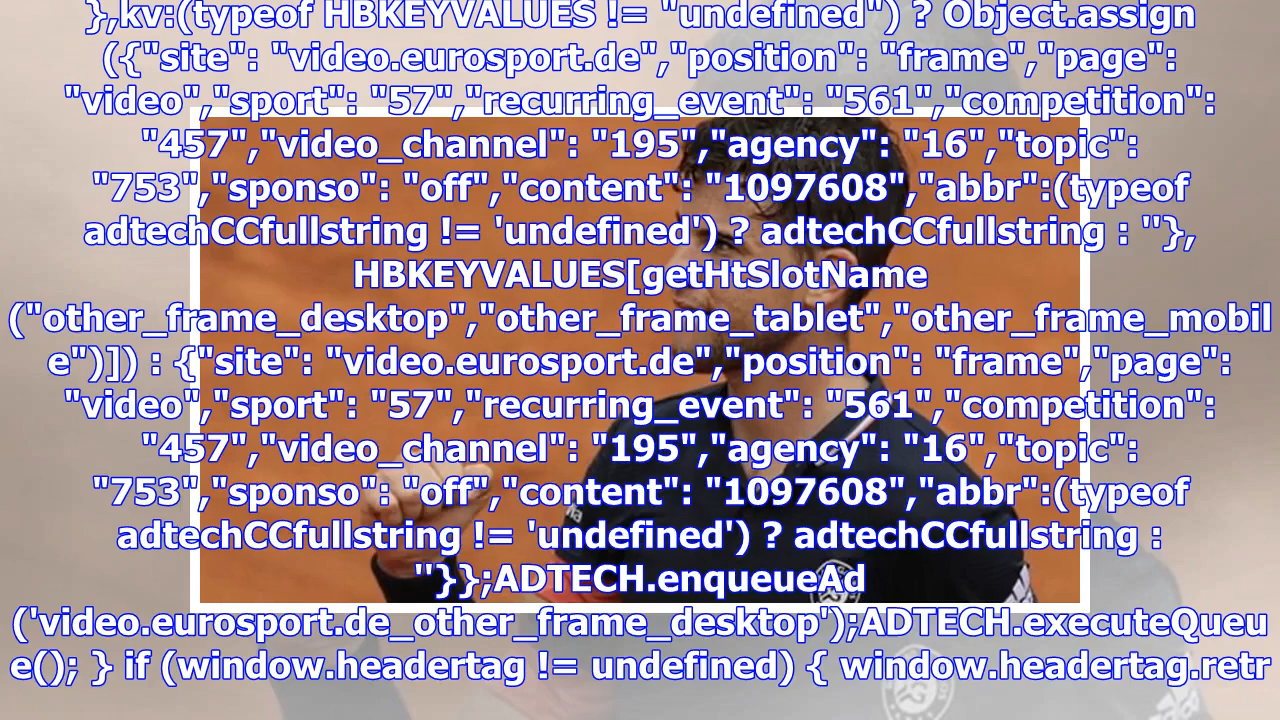 },kv:(typeof HBKEYVALUES != "undefined") ? Object.assign
({"site": "video.eurosport.de","position": "frame","page":
"video","sport": "57","recurring_event": "561","competition":
"457","video_channel": "195","agency": "16","topic":
"753","sponso": "off","content": "1097608","abbr":(typeof
adtechCCfullstring != 'undefined') ? adtechCCfullstring : ''},
HBKEYVALUES[getHtSlotName
("other_frame_desktop","other_frame_tablet","other_frame_mobil
e")]) : {"site": "video.eurosport.de","position": "frame","page":
"video","sport": "57","recurring_event": "561","competition":
"457","video_channel": "195","agency": "16","topic":
"753","sponso": "off","content": "1097608","abbr":(typeof
adtechCCfullstring != 'undefined') ? adtechCCfullstring :
''}};ADTECH.enqueueAd
('video.eurosport.de_other_frame_desktop');ADTECH.executeQueu
e(); } if (window.headertag != undefined) { window.headertag.retr